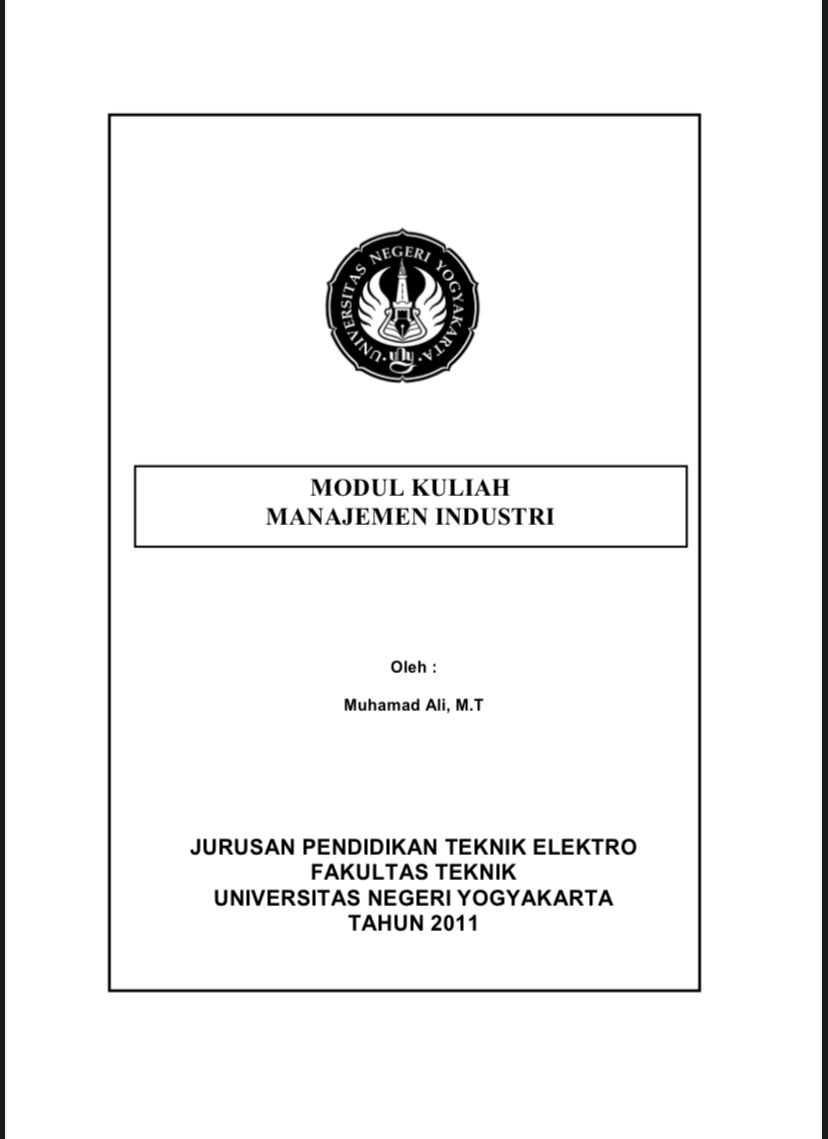 UNIVERSITAS NEGERI YOGYAKARTA
MODUL KULIAH
MANAJEMEN INDUSTRI
Oleh :
Muhamad Ali, M.T
JURUSAN PENDIDIKAN TEKNIK ELEKTRO
FAKULTAS TEKNIK
UNIVERSITAS NEGERI YOGYAKARTA
TAHUN 2011